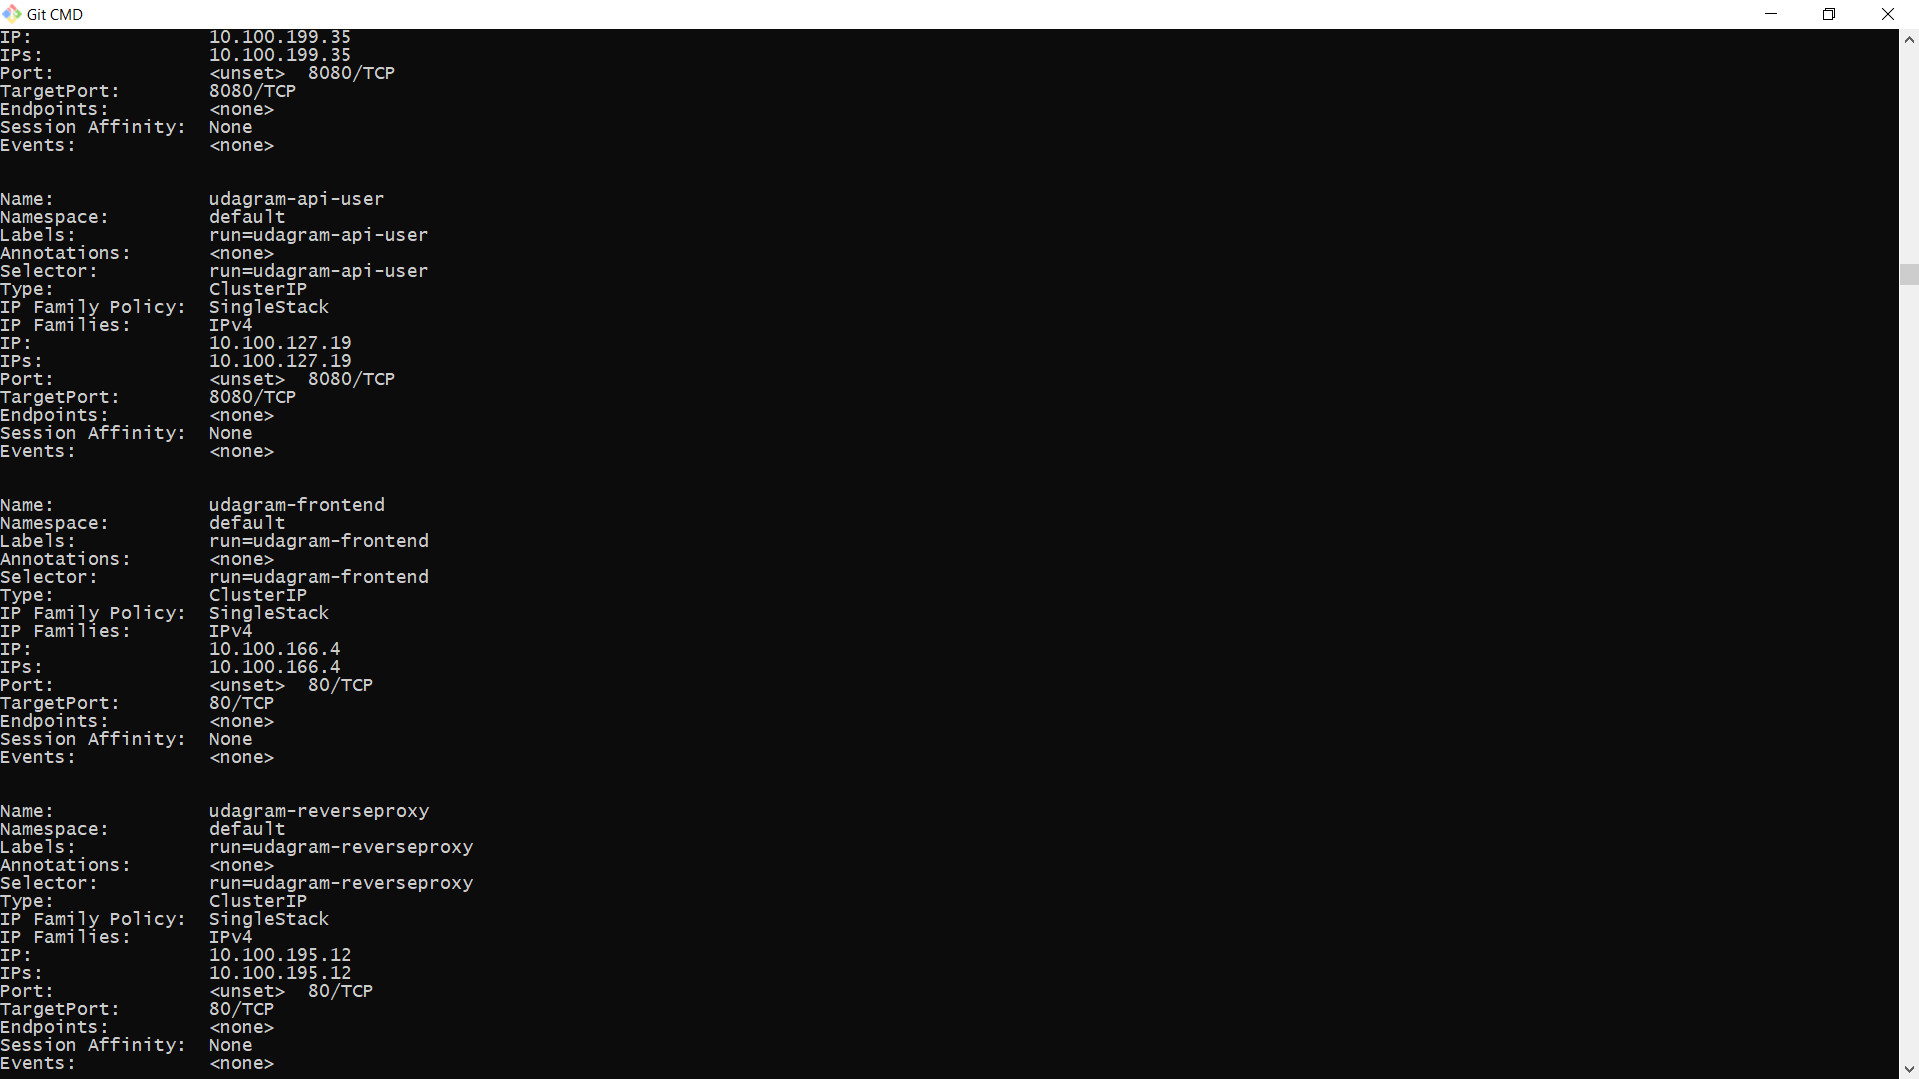 Git CMD
IP: 10.100.199.35
IPs: 10.100.199.35
Port: <unset> 8080/TCP
TargetPort: 8080/TCP
Endpoints: <none>
Session Affinity: None
Events: <none>
Name: udagram-api-user
Namespace: default
Labels: run=udagram-api-user
Annotations: <none>
Selector: run=udagram-api-user
Type: ClusterIP
IP Family Policy: SingleStack
IP Families: IPv4
IP: 10.100.127.19
IPs: 10.100.127.19
Port: <unset> 8080/TCP
TargetPort: 8080/TCP
Endpoints: <none>
Session Affinity: None
Events: <none>
Name: udagram-frontend
Namespace: default
Labels: run=udagram-frontend
Annotations: <none>
Selector: run=udagram-frontend
Type: ClusterIP
IP Family Policy: SingleStack
IP Families: IPv4
IP: 10.100.166.4
IPs: 10.100.166.4
Port: <unset> 80/TCP
TargetPort: 80/TCP
Endpoints: <none>
Session Affinity: None
Events: <none>
Name: udagram-reverseproxy
Namespace: default
Labels: run=udagram-reverseproxy
Annotations: <none>
Selector: run=udagram-reverseproxy
Type: ClusterIP
IP Family Policy: SingleStack
IP Families: IPv4
IP: 10.100.195.12
IPs: 10.100.195.12
Port: <unset> 80/TCP
TargetPort: 80/TCP
Endpoints: <none>
Session Affinity: None
Events: <none>